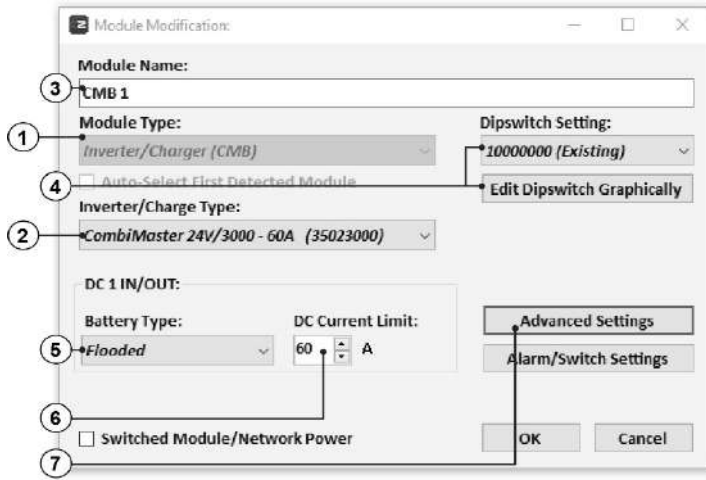 Module Modification:
Module Name:
3
CMB 1
1
Module Type:
Dipswitch Setting:
Inverter/Charger (CMB)
10000000 (Existing)
4
Auto-Select First Detected Module
Edit Dipswitch Graphically
Inverter/Charge Type:
2
CombiMaster 24V/3000 - 60A (35023000)
DC 1 IN/OUT:
Battery Type:
DC Current Limit:
Advanced Settings
5
Flooded
60
A
Alarm/Switch Settings
6
Switched Module/Network Power
OK
Cancel
7